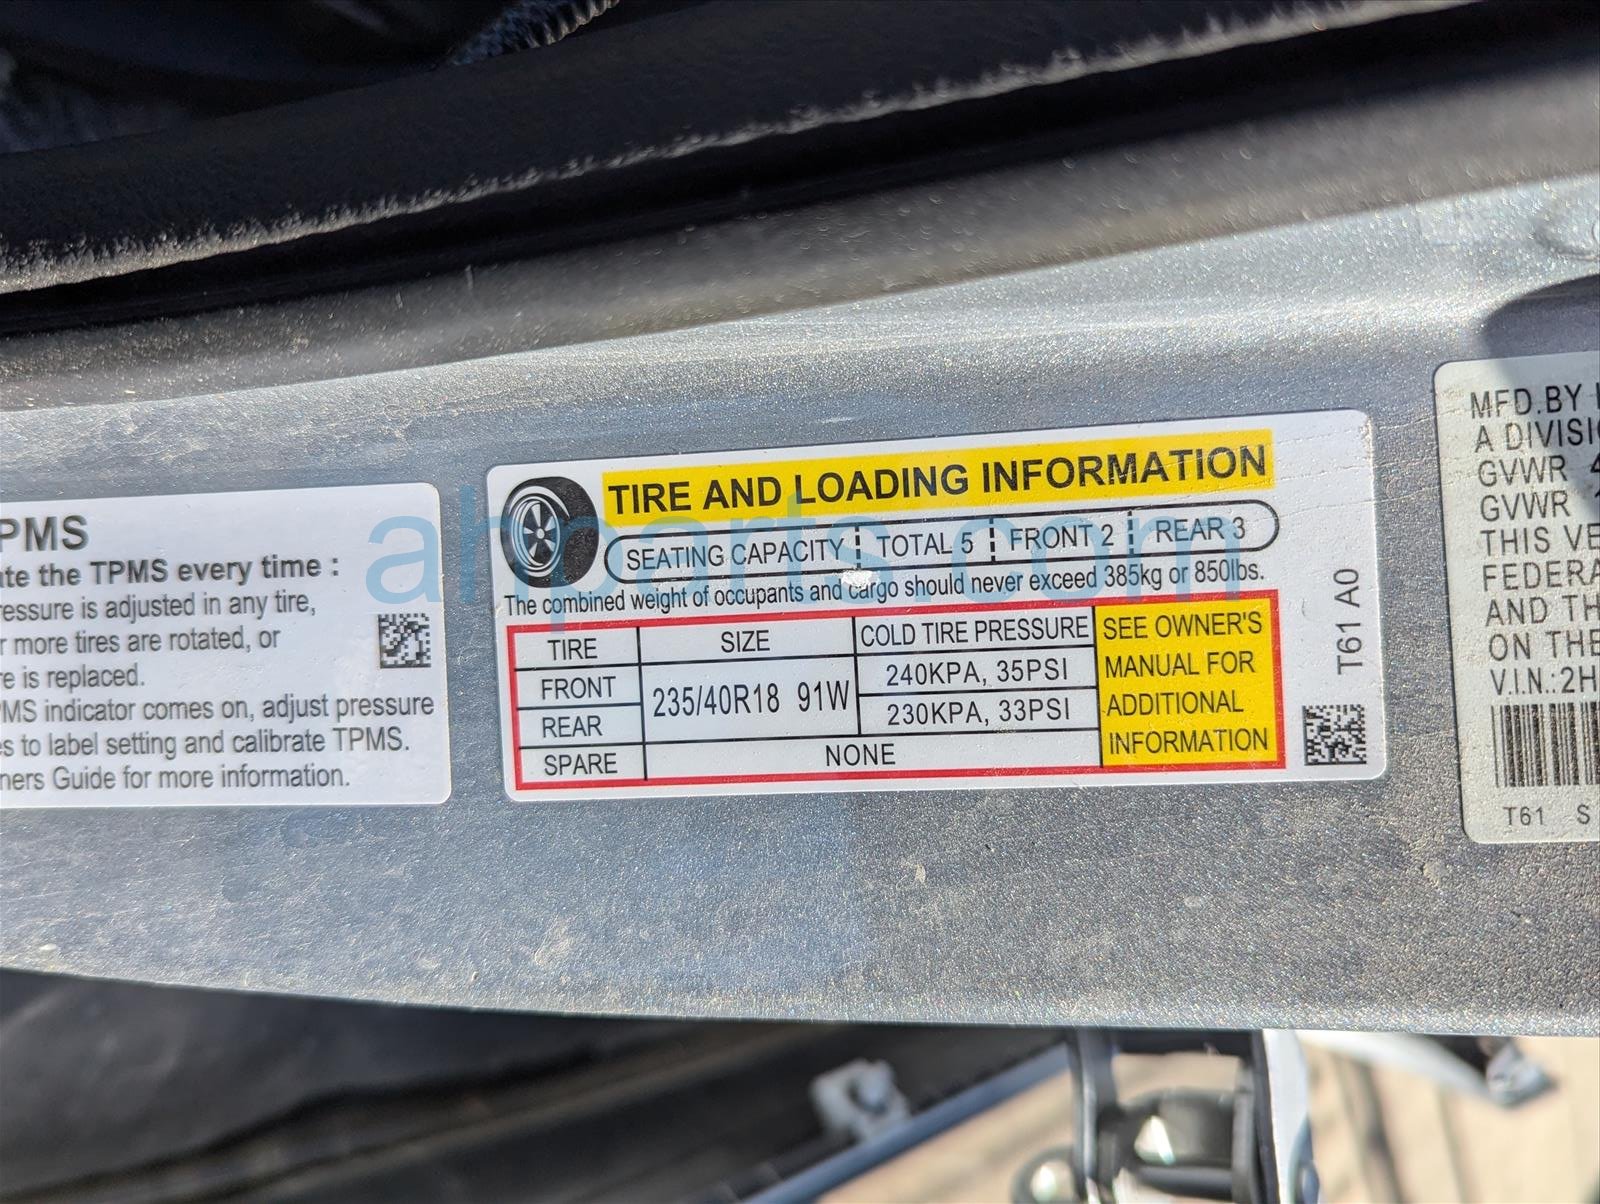 PMS
ate the TPMS every time :
ressure is adjusted in any tire,
r more tires are rotated, or
re is replaced.
PMS indicator comes on, adjust pressure
s to label setting and calibrate TPMS.
ners Guide for more information.
TIRE AND LOADING INFORMATION
SEATING CAPACITY TOTAL 5 FRONT 2 REAR 3
The combined weight of occupants and cargo should never exceed 385kg or 850lbs.
TIRE SIZE COLD TIRE PRESSURE
FRONT 235/40R18 91W 240KPA, 35PSI
REAR 230KPA, 33PSI
SPARE NONE
SEE OWNER'S
MANUAL FOR
ADDITIONAL
INFORMATION
T61 A0
MFD.BY
A DIVISI
GVWR 4
GVWR
THIS VE
FEDERA
AND TH
ON THE
V.I.N.:2H
T61 S
ahparts.com